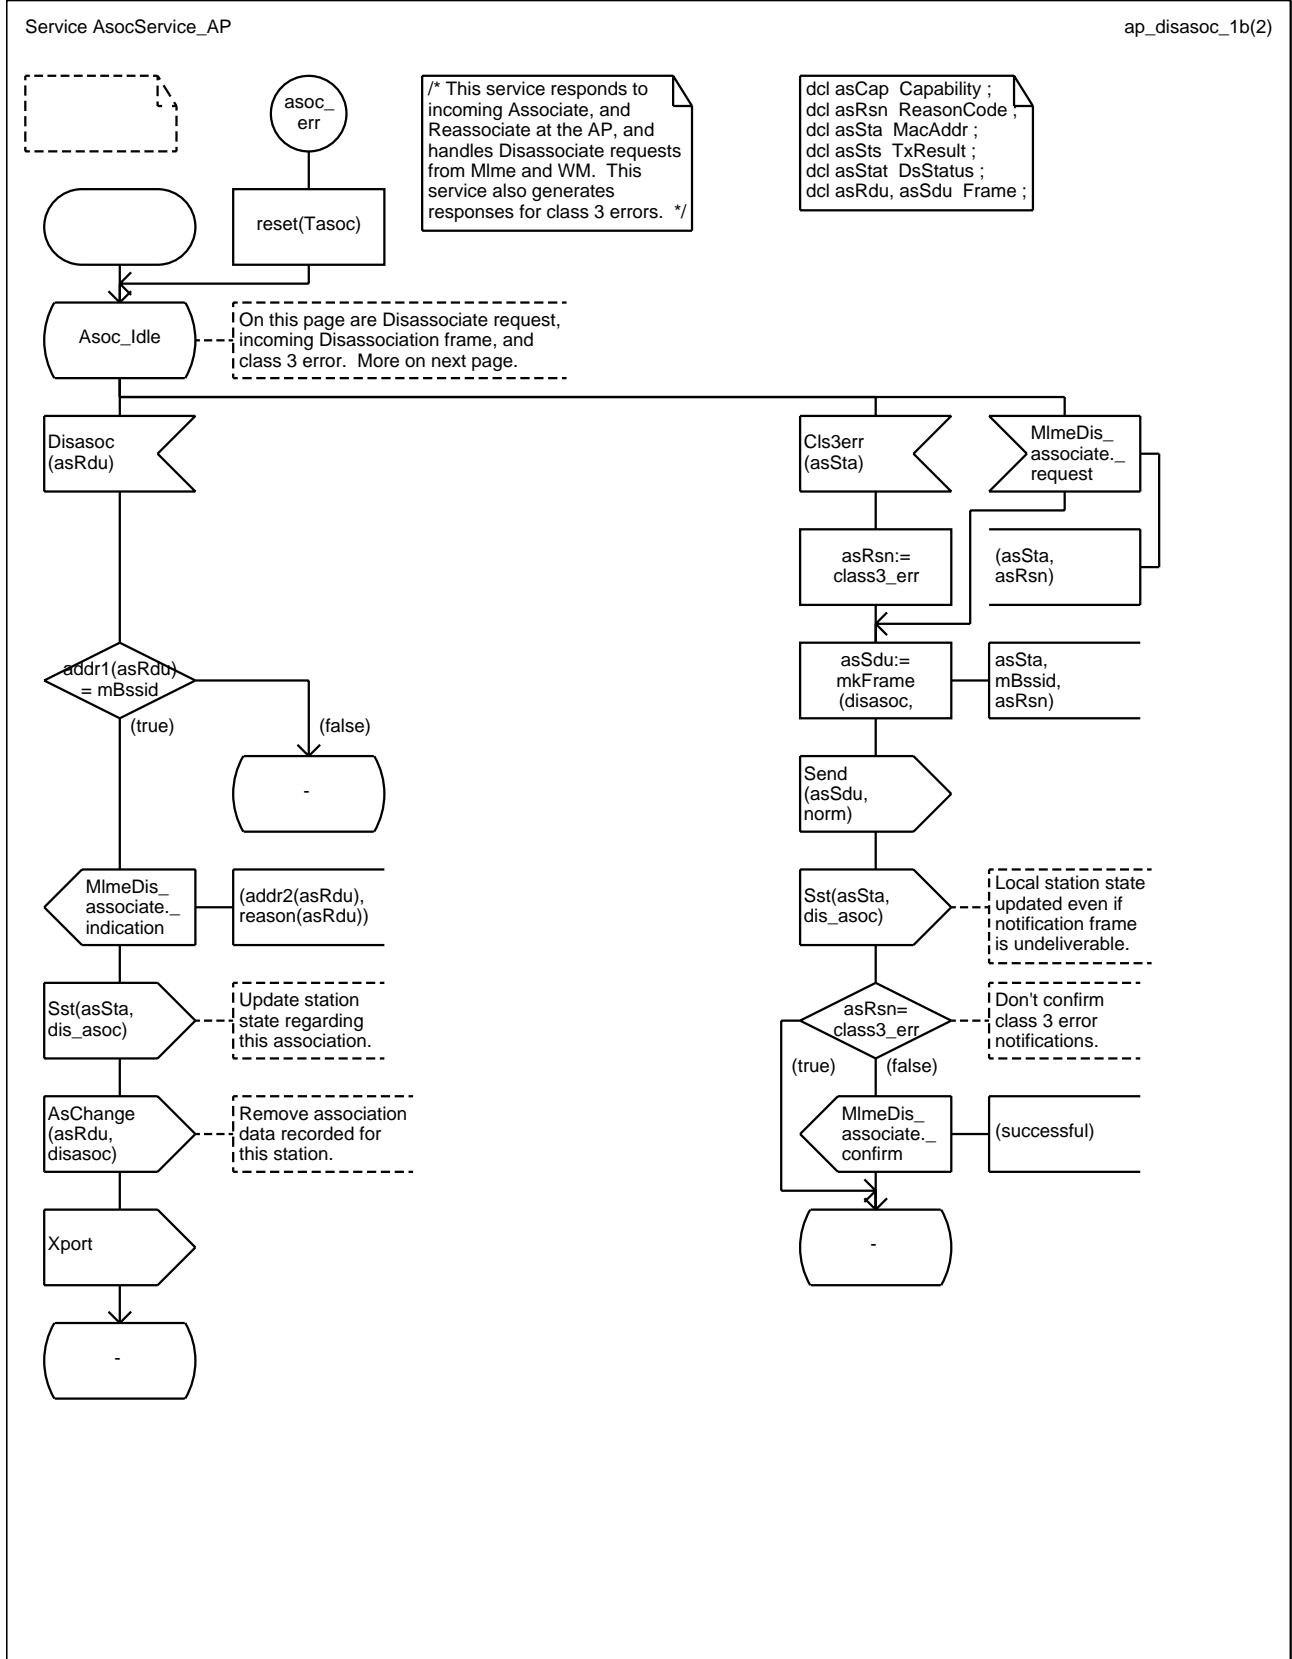 Service AsocService_AP
ap_disasoc_1b(2)
asoc_
err
/* This service responds to
incoming Associate, and
Reassociate at the AP, and
handles Disassociate requests
from Mlme and WM.  This
service also generates
responses for class 3 errors.  */
dcl asCap  Capability ;
dcl asRsn  ReasonCode ;
dcl asSta  MacAddr ;
dcl asSts  TxResult ;
dcl asStat  DsStatus ;
dcl asRdu, asSdu  Frame ;
reset(Tasoc)
Asoc_Idle
On this page are Disassociate request,
incoming Disassociation frame, and
class 3 error.  More on next page.
Disasoc
(asRdu)
Cls3err
(asSta)
MlmeDis_
associate._
request
asRsn:=
class3_err
(asSta,
asRsn)
addr1(asRdu)
= mBssid
(true)
(false)
-
asSdu:=
mkFrame
(disasoc,
asSta,
mBssid,
asRsn)
Send
(asSdu,
norm)
MlmeDis_
associate._
indication
(addr2(asRdu),
reason(asRdu))
Sst(asSta,
dis_asoc)
Local station state
updated even if
notification frame
is undeliverable.
Sst(asSta,
dis_asoc)
Update station
state regarding
this association.
asRsn=
class3_err
Don't confirm
class 3 error
notifications.
(true)
(false)
AsChange
(asRdu,
disasoc)
Remove association
data recorded for
this station.
MlmeDis_
associate._
confirm
(successful)
Xport
-
-